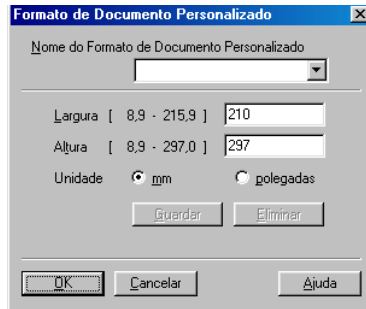 Formato de Documento Personalizado
Nome do Formato de Documento Personalizado
Largura [ 8,9 - 215,9 ] 210
Altura [ 8,9 - 297,0 ] 297
Unidade mm polegadas
Guardar Eliminar
OK Cancelar Ajuda